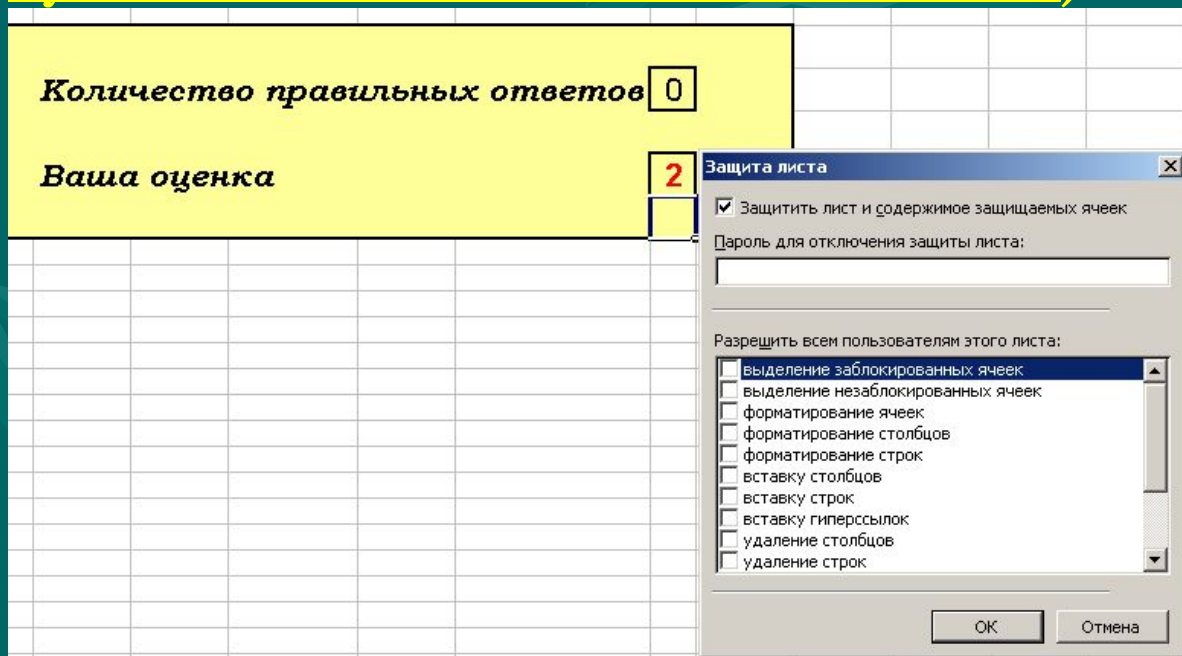 Количество правильных ответов 0
Ваша оценка 2
Защита листа
Защитить лист и содержимое защищаемых ячеек
Пароль для отключения защиты листа:
Разрешить всем пользователям этого листа:
выделение заблокированных ячеек
выделение незаблокированных ячеек
форматирование ячеек
форматирование столбцов
форматирование строк
вставку столбцов
вставку строк
вставку гиперссылок
удаление столбцов
удаление строк
ОК Отмена